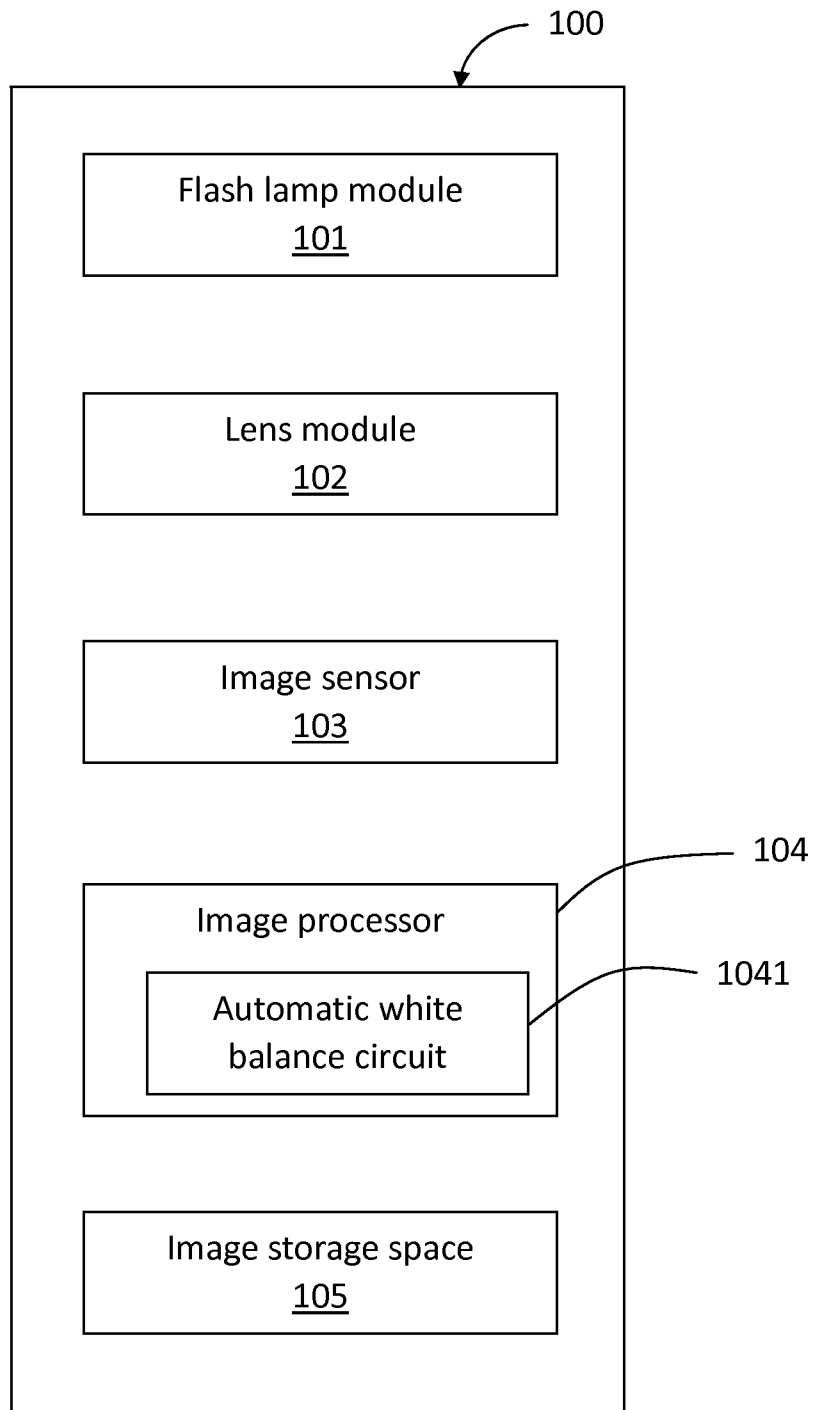 100
Flash lamp module
101
Lens module
102
Image sensor
103
104
Image processor
1041
Automatic white
balance circuit
Image storage space
105